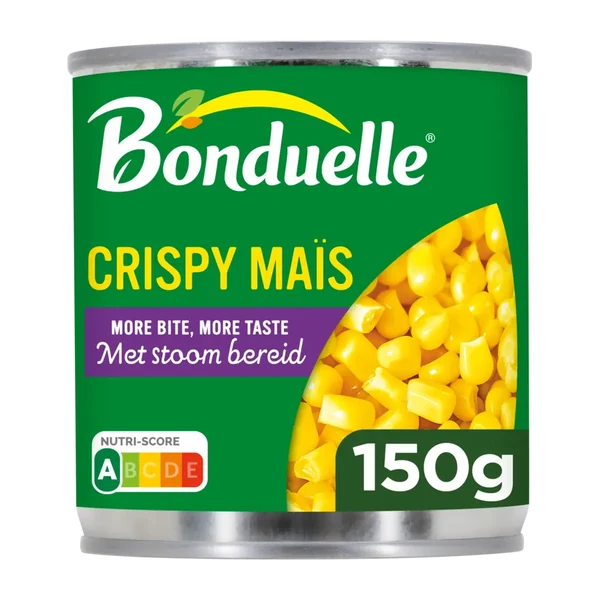 Bonduelle®
CRISPY MAÏS
MORE BITE, MORE TASTE
Met stoom bereid
NUTRI-SCORE
A B C D E
150g